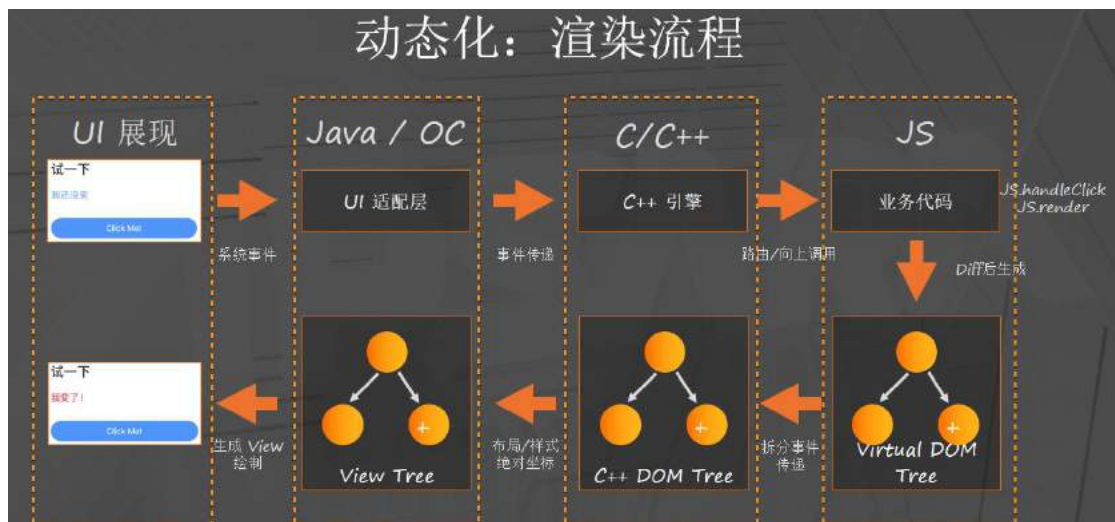 动态化：渲染流程
UI 展现
Java / OC
C/C++
JS
试一下
我还没变
Click Me!
系统事件
UI 适配层
事件传递
C++ 引擎
路由/向上调用
业务代码
JS.handleClick
JS.render
Diff后生成
试一下
我变了！
Click Me!
生成 View
绘制
+
View Tree
布局/样式
绝对坐标
+
C++ DOM Tree
拆分事件
传递
+
Virtual DOM
Tree